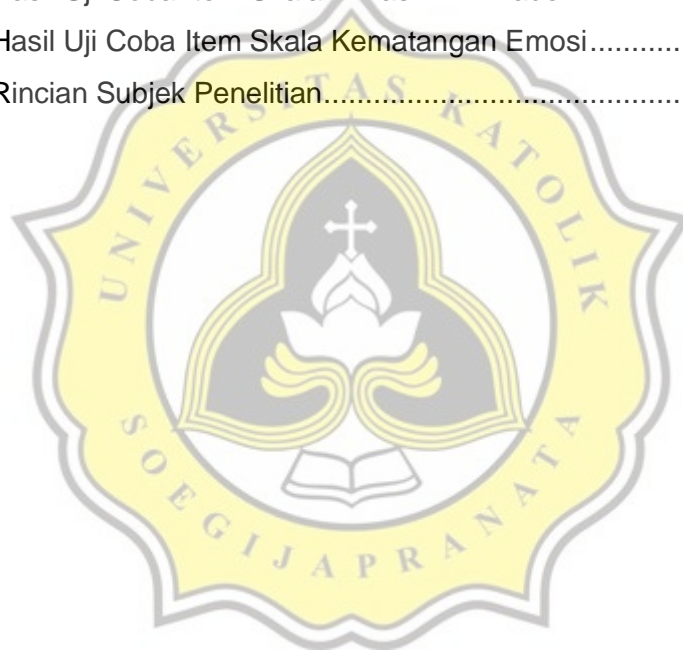 Hasil Uji Coba Item Skala Kematangan Emosi............
Rincian Subjek Penelitian........................................
UNIVERSITAS KATOLIK
SOEGIJAPRANATA